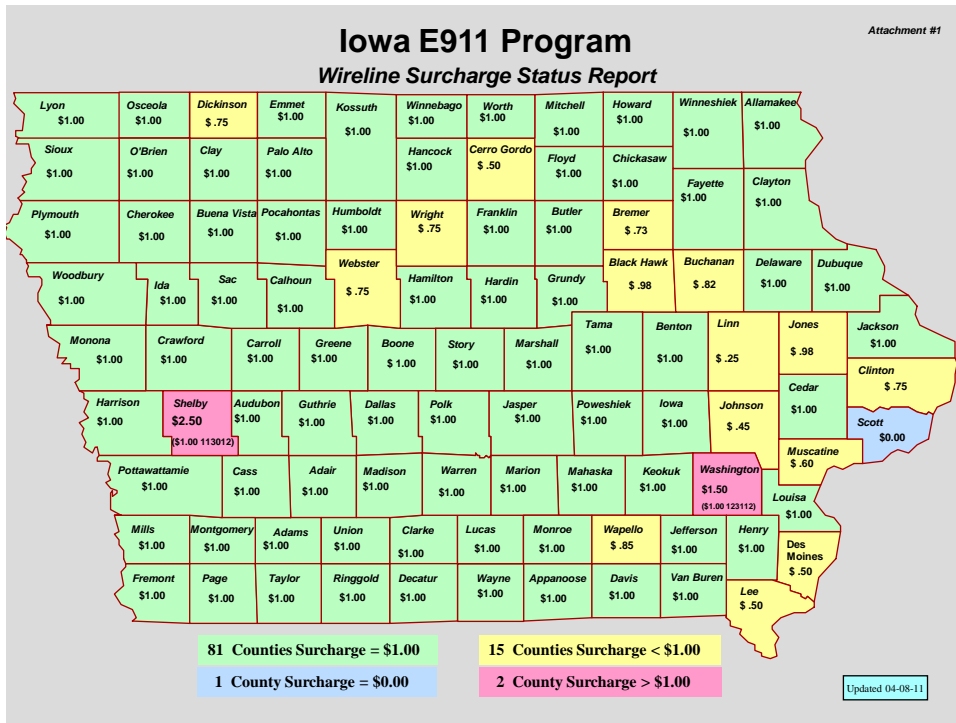 Iowa E911 Program
Attachment #1
Wireline Surcharge Status Report
Lyon
$1.00
Osceola
$1.00
Dickinson
$ .75
Emmet
$1.00
Kossuth
$1.00
Winnebago
$1.00
Worth
$1.00
Mitchell
$1.00
Howard
$1.00
Winneshiek
$1.00
Allamakee
$1.00
Sioux
$1.00
O'Brien
$1.00
Clay
$1.00
Palo Alto
$1.00
Hancock
$1.00
Cerro Gordo
$ .50
Floyd
$1.00
Chickasaw
$1.00
Fayette
$1.00
Clayton
$1.00
Plymouth
$1.00
Cherokee
$1.00
Buena Vista
$1.00
Pocahontas
$1.00
Humboldt
$1.00
Wright
$ .75
Franklin
$1.00
Butler
$1.00
Bremer
$ .73
Woodbury
$1.00
Ida
$1.00
Sac
$1.00
Calhoun
$1.00
Webster
$ .75
Hamilton
$1.00
Hardin
$1.00
Grundy
$1.00
Black Hawk
$ .98
Buchanan
$ .82
Delaware
$1.00
Dubuque
$1.00
Monona
$1.00
Crawford
$1.00
Carroll
$1.00
Greene
$1.00
Boone
$ 1.00
Story
$1.00
Marshall
$1.00
Tama
$1.00
Benton
$1.00
Linn
$ .25
Jones
$ .98
Jackson
$1.00
Clinton
$ .75
Harrison
$1.00
Shelby
$2.50
($1.00 113012)
Audubon
$1.00
Guthrie
$1.00
Dallas
$1.00
Polk
$1.00
Jasper
$1.00
Poweshiek
$1.00
Iowa
$1.00
Johnson
$ .45
Cedar
$1.00
Scott
$0.00
Muscatine
$ .60
Pottawattamie
$1.00
Cass
$1.00
Adair
$1.00
Madison
$1.00
Warren
$1.00
Marion
$1.00
Mahaska
$1.00
Keokuk
$1.00
Washington
$1.50
($1.00 123112)
Louisa
$1.00
Mills
$1.00
Montgomery
$1.00
Adams
$1.00
Union
$1.00
Clarke
$1.00
Lucas
$1.00
Monroe
$1.00
Wapello
$ .85
Jefferson
$1.00
Henry
$1.00
Des
Moines
$ .50
Fremont
$1.00
Page
$1.00
Taylor
$1.00
Ringgold
$1.00
Decatur
$1.00
Wayne
$1.00
Appanoose
$1.00
Davis
$1.00
Van Buren
$1.00
Lee
$ .50
81 Counties Surcharge = $1.00
15 Counties Surcharge < $1.00
1 County Surcharge = $0.00
2 County Surcharge > $1.00
Updated 04-08-11